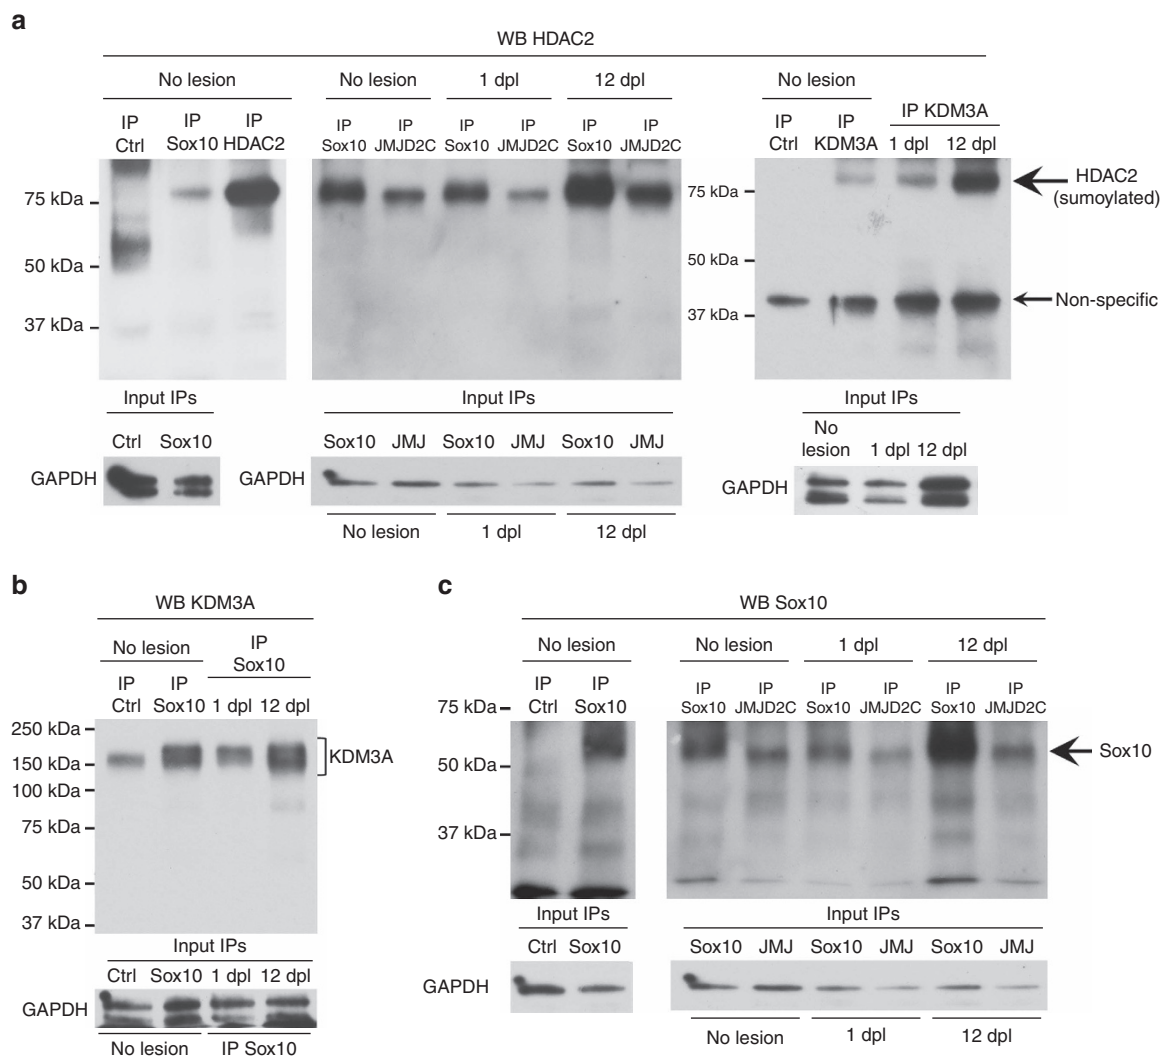 a
WB HDAC2
No lesion
No lesion
1 dpl
12 dpl
No lesion
IP KDM3A
IP
Ctrl
IP
Sox10
IP
HDAC2
IP
Sox10
IP
JMJD2C
IP
Sox10
IP
JMJD2C
IP
Sox10
IP
JMJD2C
IP
Ctrl
IP
KDM3A
1 dpl
12 dpl
75 kDa
50 kDa
37 kDa
75 kDa
50 kDa
37 kDa
HDAC2
(sumoylated)
Non-specific
Input IPs
Ctrl Sox10
GAPDH
Input IPs
Sox10 JMJ Sox10 JMJ Sox10 JMJ
GAPDH
No lesion 1 dpl 12 dpl
Input IPs
No
lesion 1 dpl 12 dpl
GAPDH
b
WB KDM3A
No lesion
IP
Sox10
IP
Ctrl
IP
Sox10
1 dpl
12 dpl
250 kDa
150 kDa
100 kDa
75 kDa
50 kDa
37 kDa
KDM3A
Input IPs
Ctrl Sox10 1 dpl 12 dpl
GAPDH
No lesion IP Sox10
c
WB Sox10
No lesion
No lesion
1 dpl
12 dpl
IP
Ctrl
IP
Sox10
IP
Sox10
IP
JMJD2C
IP
Sox10
IP
JMJD2C
IP
Sox10
IP
JMJD2C
75 kDa
50 kDa
37 kDa
Sox10
Input IPs
Ctrl Sox10
GAPDH
Input IPs
Sox10 JMJ Sox10 JMJ Sox10 JMJ
No lesion 1 dpl 12 dpl